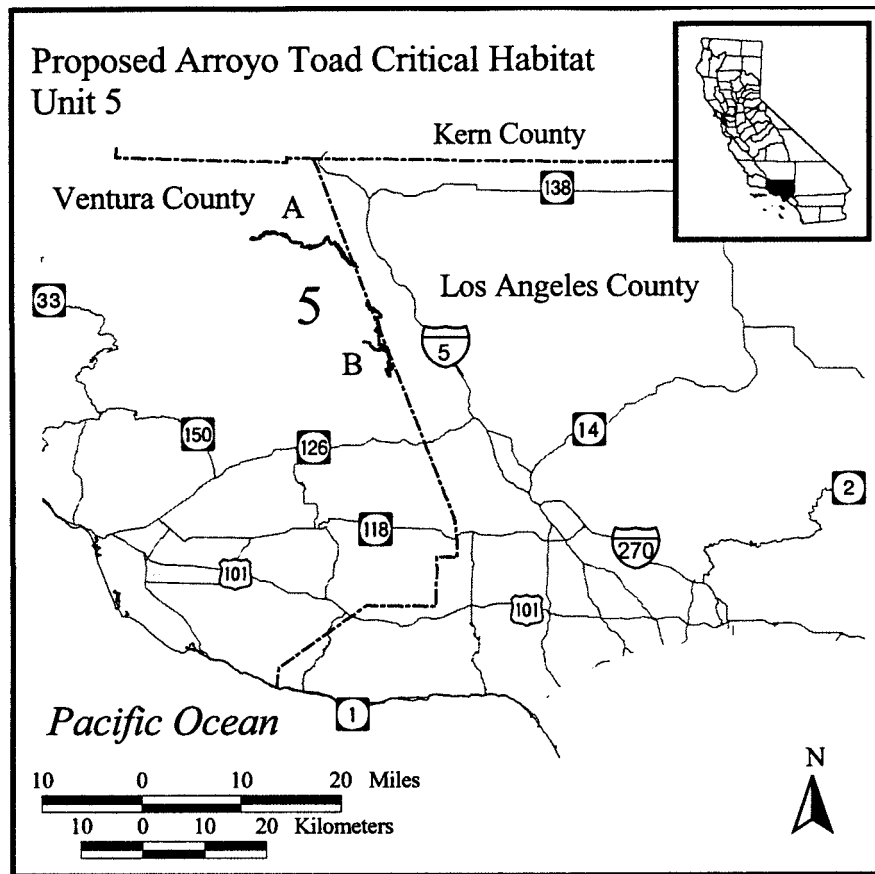 Proposed Arroyo Toad Critical Habitat
Unit 5
Kern County
138
Ventura County
A
33
5
Los Angeles County
5
B
150
126
14
2
118
270
101
101
1
Pacific Ocean
N
10 0 10 20 Miles
10 0 10 20 Kilometers